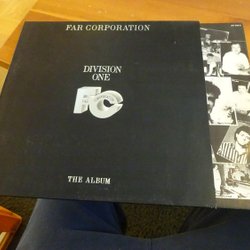 FAR CORPORATION
DIVISION
ONE
THE ALBUM